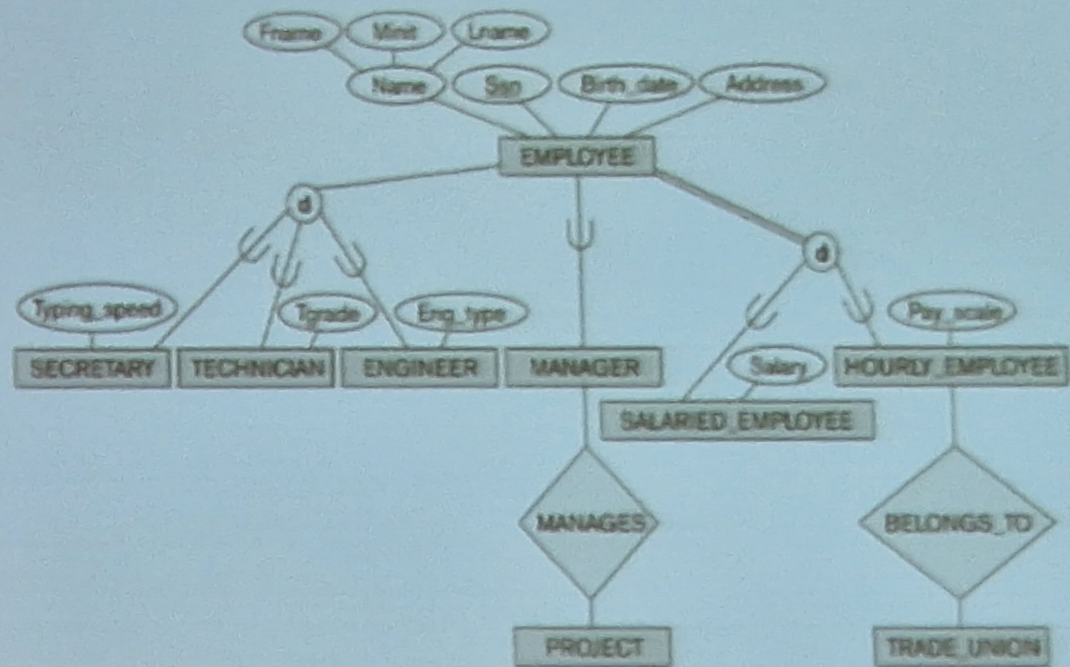 Fname Minit Lname
Name Ssn Birth_date Address
EMPLOYEE
d
d
Typing_speed Tgrade Eng_type Pay_scale
SECRETARY TECHNICIAN ENGINEER MANAGER Salary HOURLY_EMPLOYEE
SALARIED_EMPLOYEE
MANAGES BELONGS_TO
PROJECT TRADE_UNION